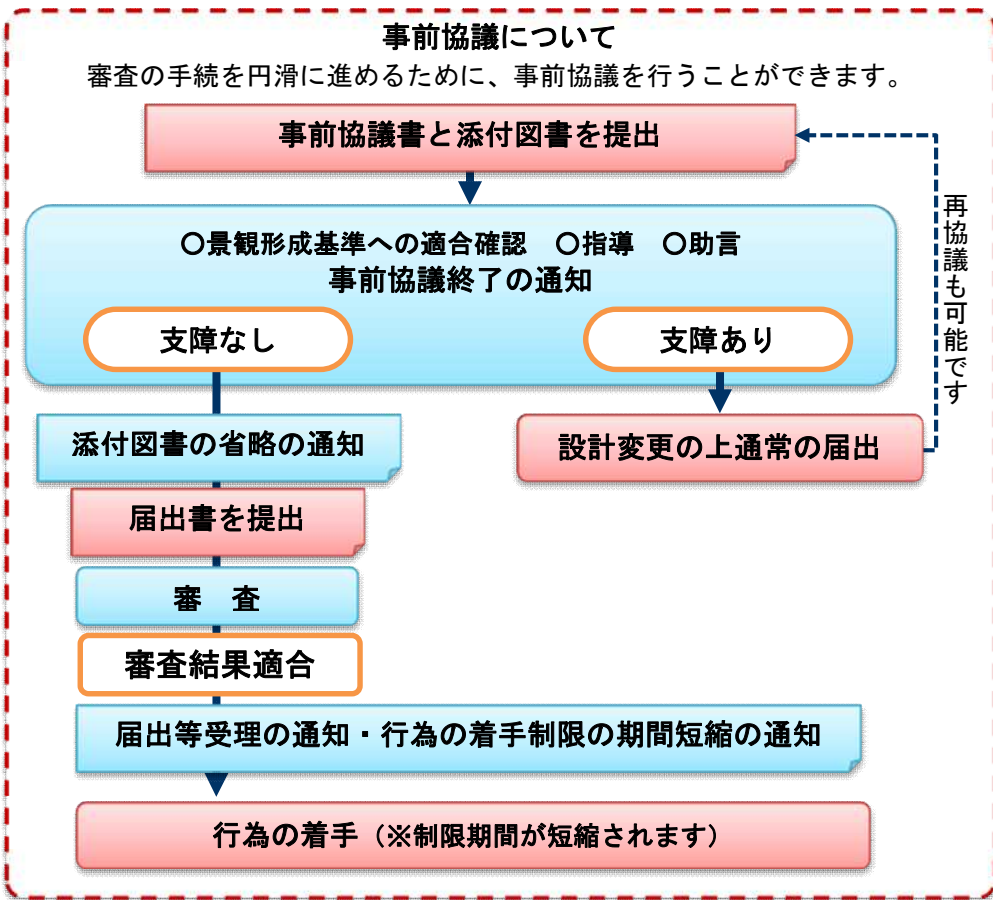 事前協議について
審査の手続を円滑に進めるために、事前協議を行うことができます。
事前協議書と添付図書を提出
○景観形成基準への適合確認　○指導　○助言
事前協議終了の通知
支障なし
支障あり
再協議も可能です
添付図書の省略の通知
設計変更の上通常の届出
届出書を提出
審　査
審査結果適合
届出等受理の通知・行為の着手制限の期間短縮の通知
行為の着手（※制限期間が短縮されます）